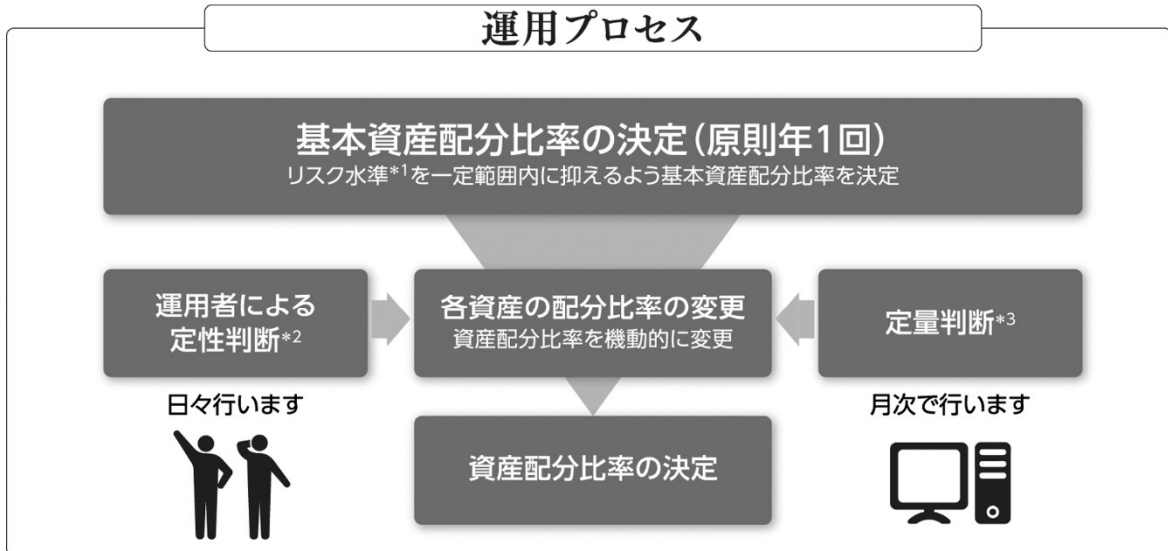 運用プロセス
基本資産配分比率の決定(原則年1回)
リスク水準*1を一定範囲内に抑えるよう基本資産配分比率を決定
運用者による
定性判断*2
各資産の配分比率の変更
資産配分比率を機動的に変更
定量判断*3
日々行います
月次で行います
資産配分比率の決定